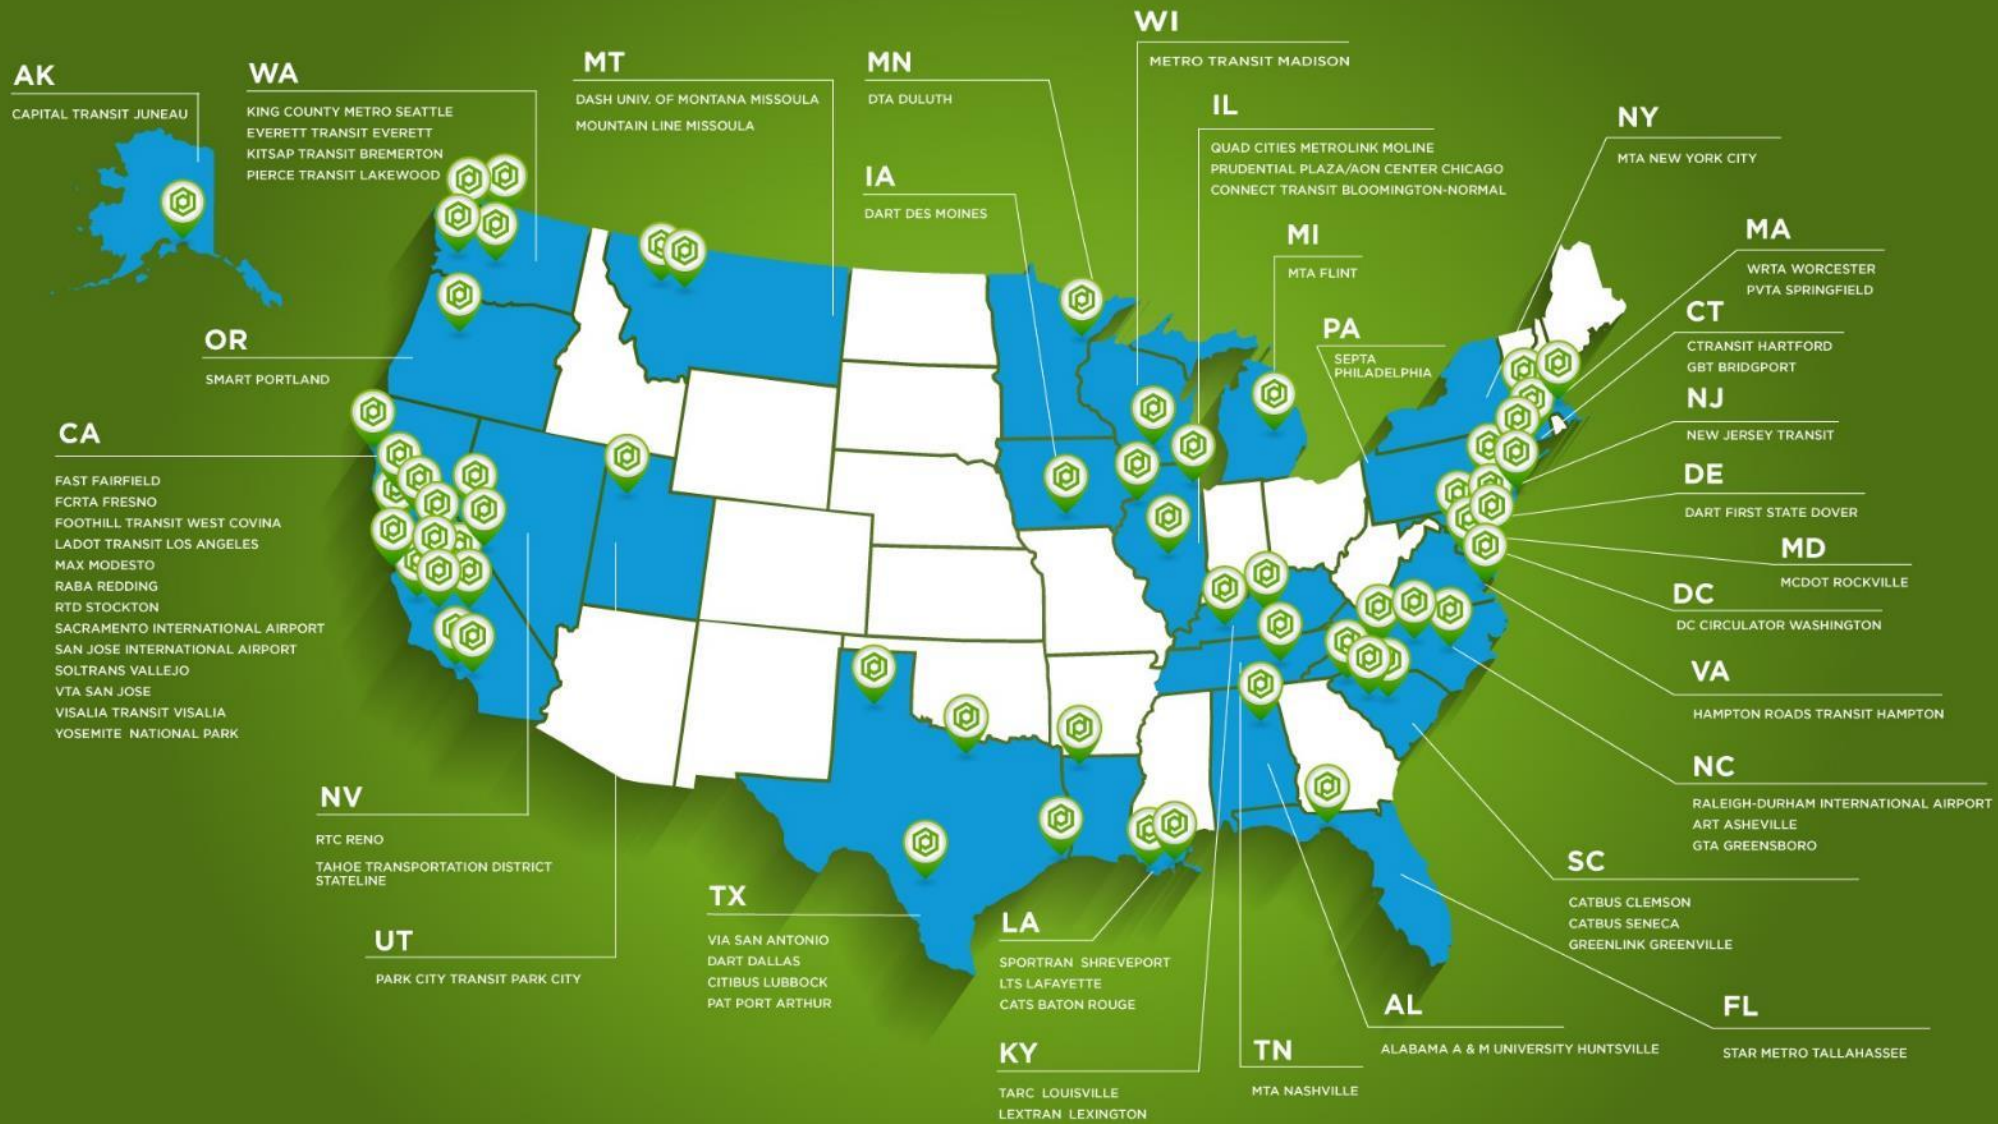 AK
CAPITAL TRANSIT JUNEAU
WA
KING COUNTY METRO SEATTLE
EVERETT TRANSIT EVERETT
KITSAP TRANSIT BREMERTON
PIERCE TRANSIT LAKEWOOD
MT
DASH UNIV. OF MONTANA MISSOULA
MOUNTAIN LINE MISSOULA
MN
DTA DULUTH
WI
METRO TRANSIT MADISON
IL
QUAD CITIES METROLINK MOLINE
PRUDENTIAL PLAZA/AON CENTER CHICAGO
CONNECT TRANSIT BLOOMINGTON-NORMAL
IA
DART DES MOINES
MI
MTA FLINT
NY
MTA NEW YORK CITY
PA
SEPTA
PHILADELPHIA
MA
WRTA WORCESTER
PVTA SPRINGFIELD
CT
CTRANSIT HARTFORD
GBT BRIDGPORT
NJ
NEW JERSEY TRANSIT
DE
DART FIRST STATE DOVER
MD
MCDOT ROCKVILLE
DC
DC CIRCULATOR WASHINGTON
VA
HAMPTON ROADS TRANSIT HAMPTON
NC
RALEIGH-DURHAM INTERNATIONAL AIRPORT
ART ASHEVILLE
GTA GREENSBORO
SC
CATBUS CLEMSON
CATBUS SENECA
GREENLINK GREENVILLE
FL
STAR METRO TALLAHASSEE
OR
SMART PORTLAND
CA
FAST FAIRFIELD
FCRTA FRESNO
FOOTHILL TRANSIT WEST COVINA
LADOT TRANSIT LOS ANGELES
MAX MODESTO
RABA REDDING
RTD STOCKTON
SACRAMENTO INTERNATIONAL AIRPORT
SAN JOSE INTERNATIONAL AIRPORT
SOLTRANS VALLEJO
VTA SAN JOSE
VISALIA TRANSIT VISALIA
YOSEMITE NATIONAL PARK
NV
RTC RENO
TAHOE TRANSPORTATION DISTRICT
STATELINE
UT
PARK CITY TRANSIT PARK CITY
TX
VIA SAN ANTONIO
DART DALLAS
CITIBUS LUBBOCK
PAT PORT ARTHUR
LA
SPORTRAN SHREVEPORT
LTS LAFAYETTE
CATS BATON ROUGE
KY
TARC LOUISVILLE
LEXTRAN LEXINGTON
TN
MTA NASHVILLE
AL
ALABAMA A & M UNIVERSITY HUNTSVILLE